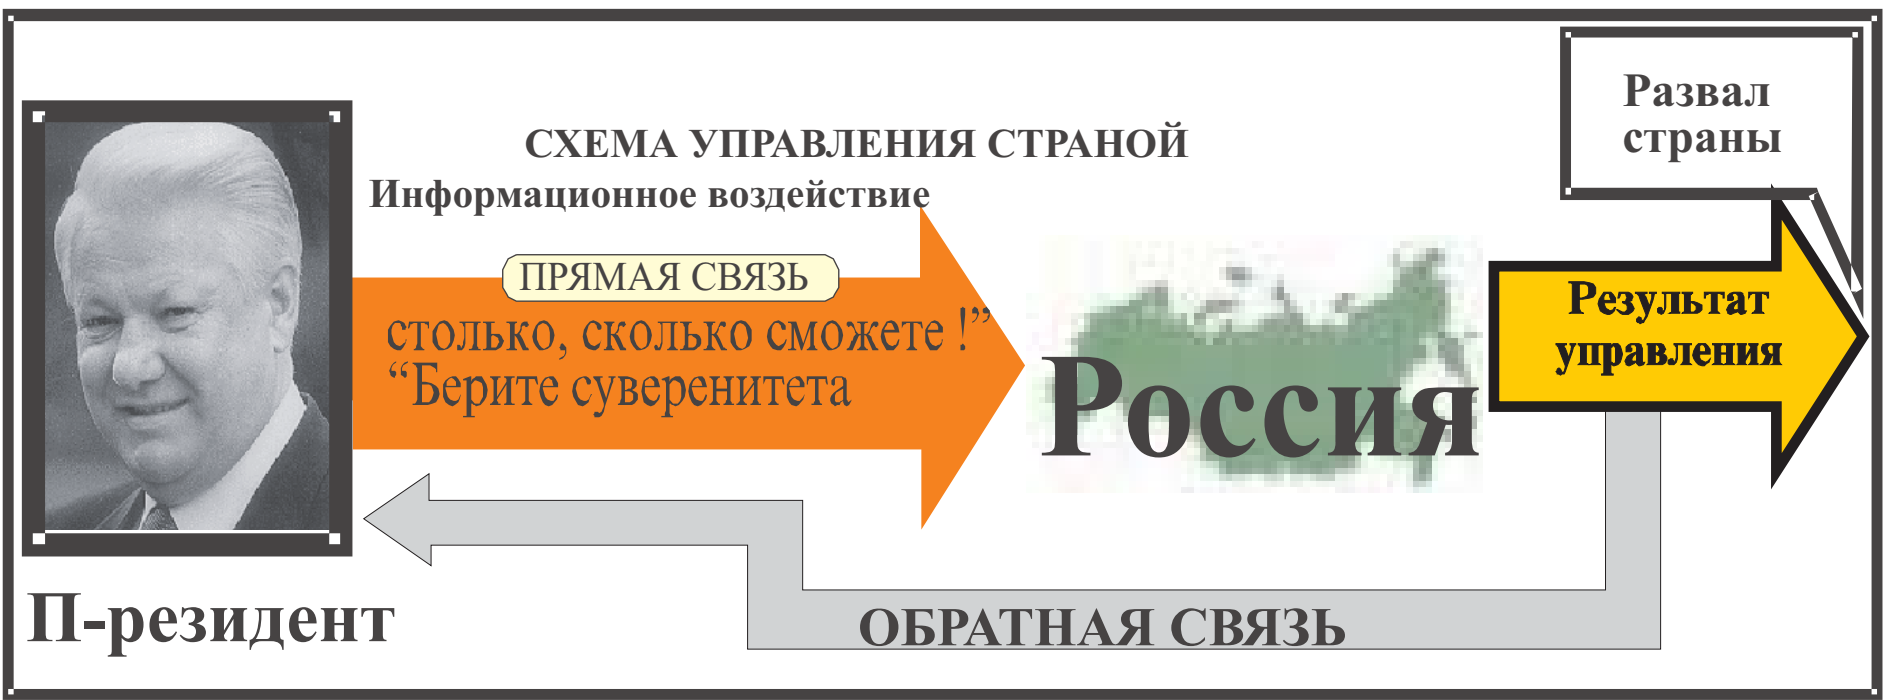 СХЕМА УПРАВЛЕНИЯ СТРАНОЙ
Информационное воздействие
ПРЯМАЯ СВЯЗЬ
столько, сколько сможете !”
“Берите суверенитета
Россия
Развал
страны
Результат
управления
П-резидент
ОБРАТНАЯ СВЯЗЬ